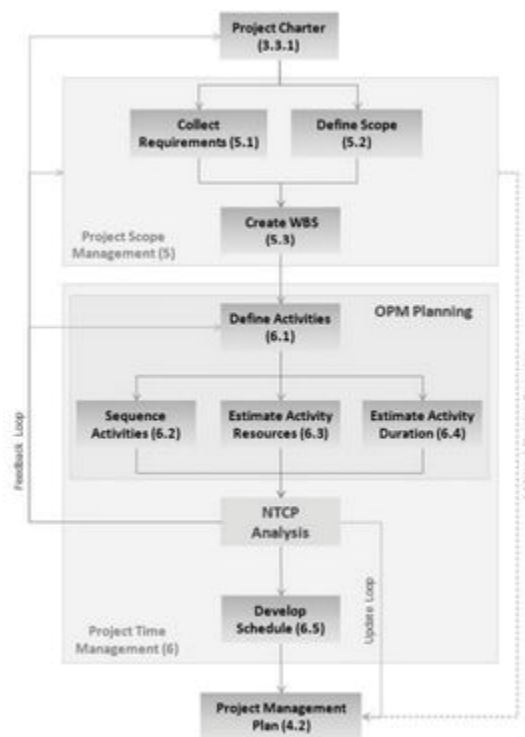 Project Charter
(3.3.1)
Collect
Requirements (5.1)
Define Scope
(5.2)
Create WBS
(5.3)
Project Scope
Management (5)
OPM Planning
Define Activities
(6.1)
Sequence
Activities (6.2)
Estimate Activity
Resources (6.3)
Estimate Activity
Duration (6.4)
Feedback Loop
NTCP
Analysis
Update Loop
Develop
Schedule (6.5)
Project Time
Management (6)
Project Management
Plan (4.2)